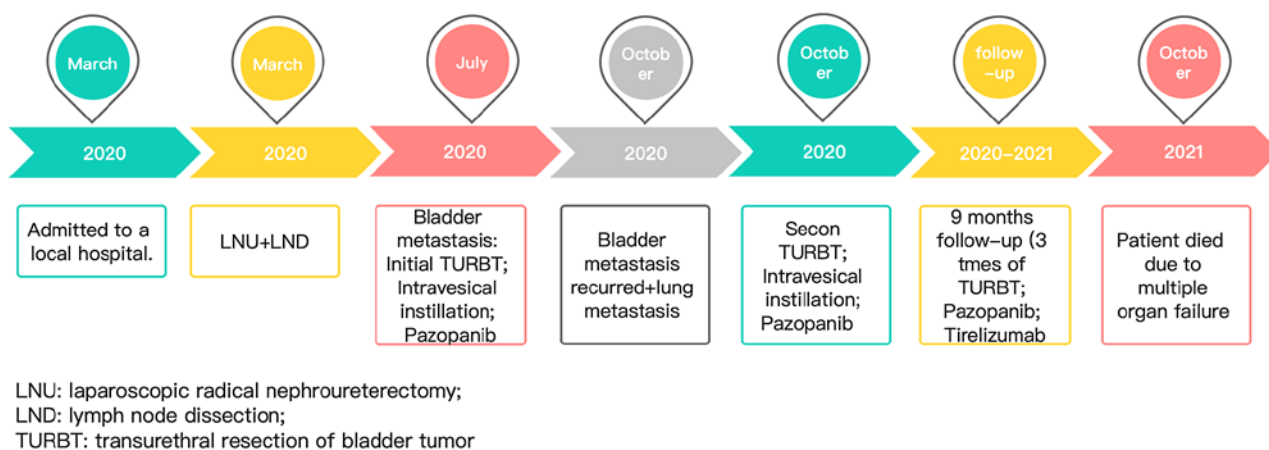 March
March
July
Octob
er
Octob
er
follow
-up
Octob
er
2020
2020
2020
2020
2020
2020-2021
2021
Admitted to a
local hospital.
LNU+LND
Bladder
metastasis:
Initial TURBT;
Intravesical
instillation;
Pazopanib
Bladder
metastasis
recurred+lung
metastasis
Secon
TURBT;
Intravesical
instillation;
Pazopanib
9 months
follow-up (3
tmes of
TURBT;
Pazopanib;
Tirelizumab
Patient died
due to
multiple
organ failure
LNU: laparoscopic radical nephroureterectomy;
LND: lymph node dissection;
TURBT: transurethral resection of bladder tumor